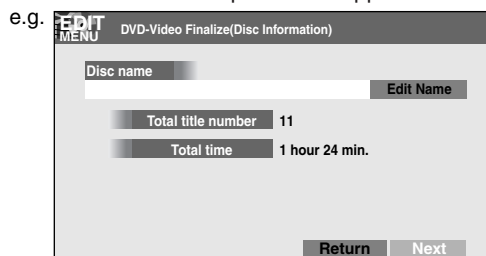 e.g.
EDIT
MENU
DVD-Video Finalize(Disc Information)
Disc name
Edit Name
Total title number 11
Total time 1 hour 24 min.
Return Next